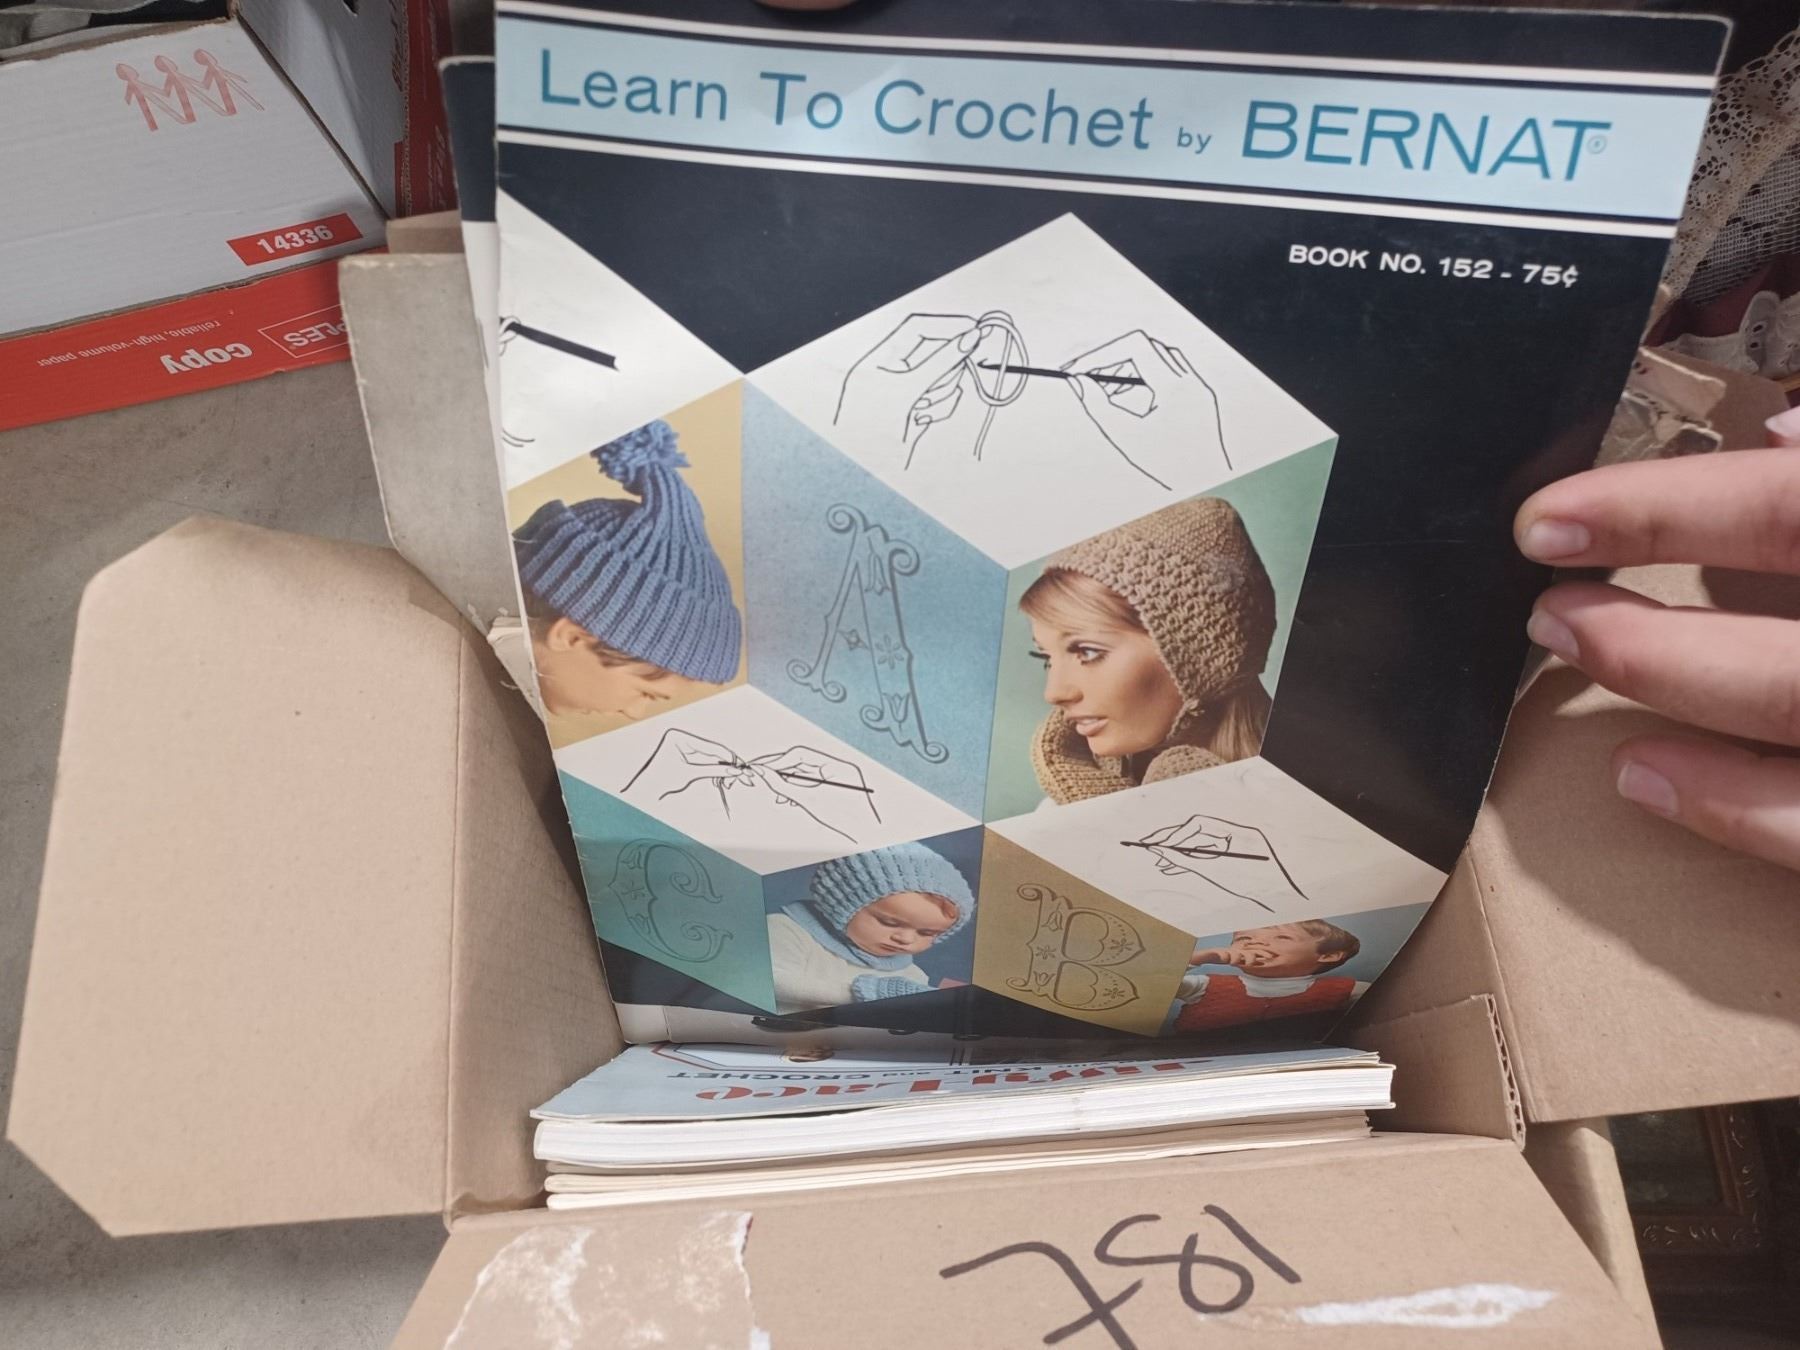 Learn To Crochet by BERNAT®
BOOK NO. 152 - 75¢
A
C
B
14336
copy
reliable, high-volume paper
KNIT and CROCHET